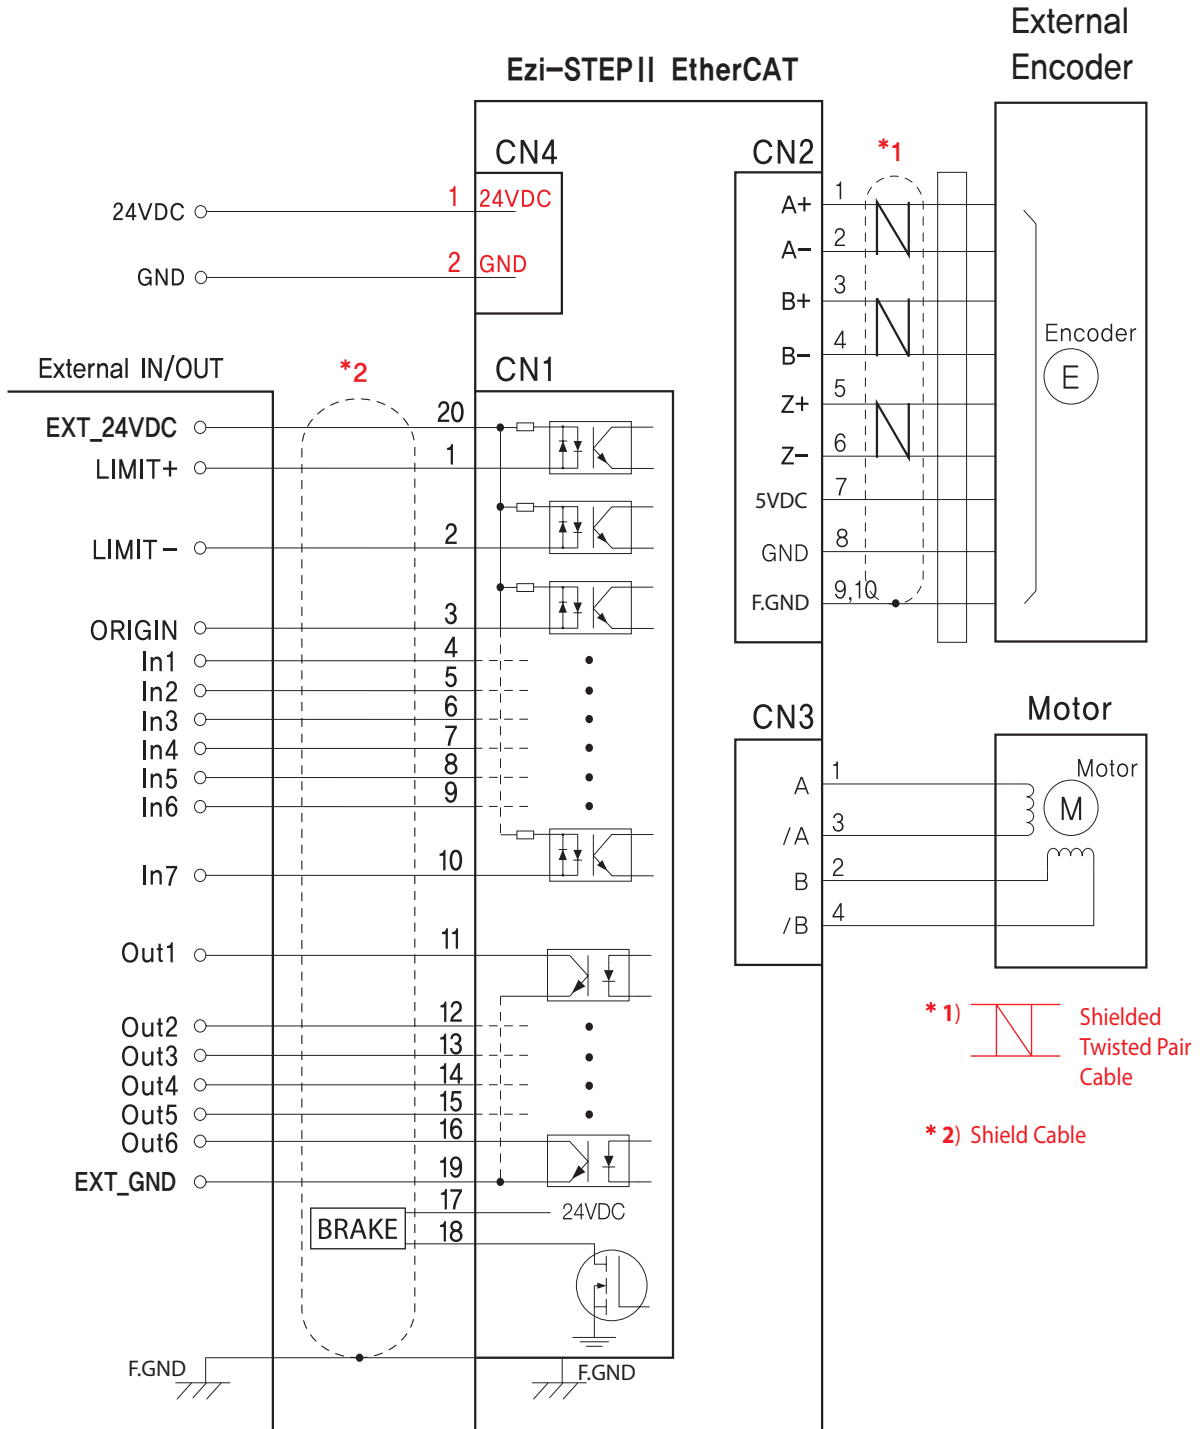 External
Encoder
Ezi-STEPII EtherCAT
CN4
1 24VDC
24VDC
2 GND
GND
CN2
*1
A+ 1
A- 2
B+ 3
B- 4
Z+ 5
Z- 6
5VDC 7
GND 8
F.GND 9,10
Encoder
E
External IN/OUT
*2
CN1
EXT_24VDC 20
LIMIT+ 1
LIMIT- 2
ORIGIN 3
In1 4
In2 5
In3 6
In4 7
In5 8
In6 9
In7 10
Out1 11
Out2 12
Out3 13
Out4 14
Out5 15
Out6 16
EXT_GND 19
BRAKE 17 24VDC
18
F.GND
F.GND
CN3
Motor
A 1
/A 3
B 2
/B 4
Motor
M
* 1) Shielded
Twisted Pair
Cable
* 2) Shield Cable